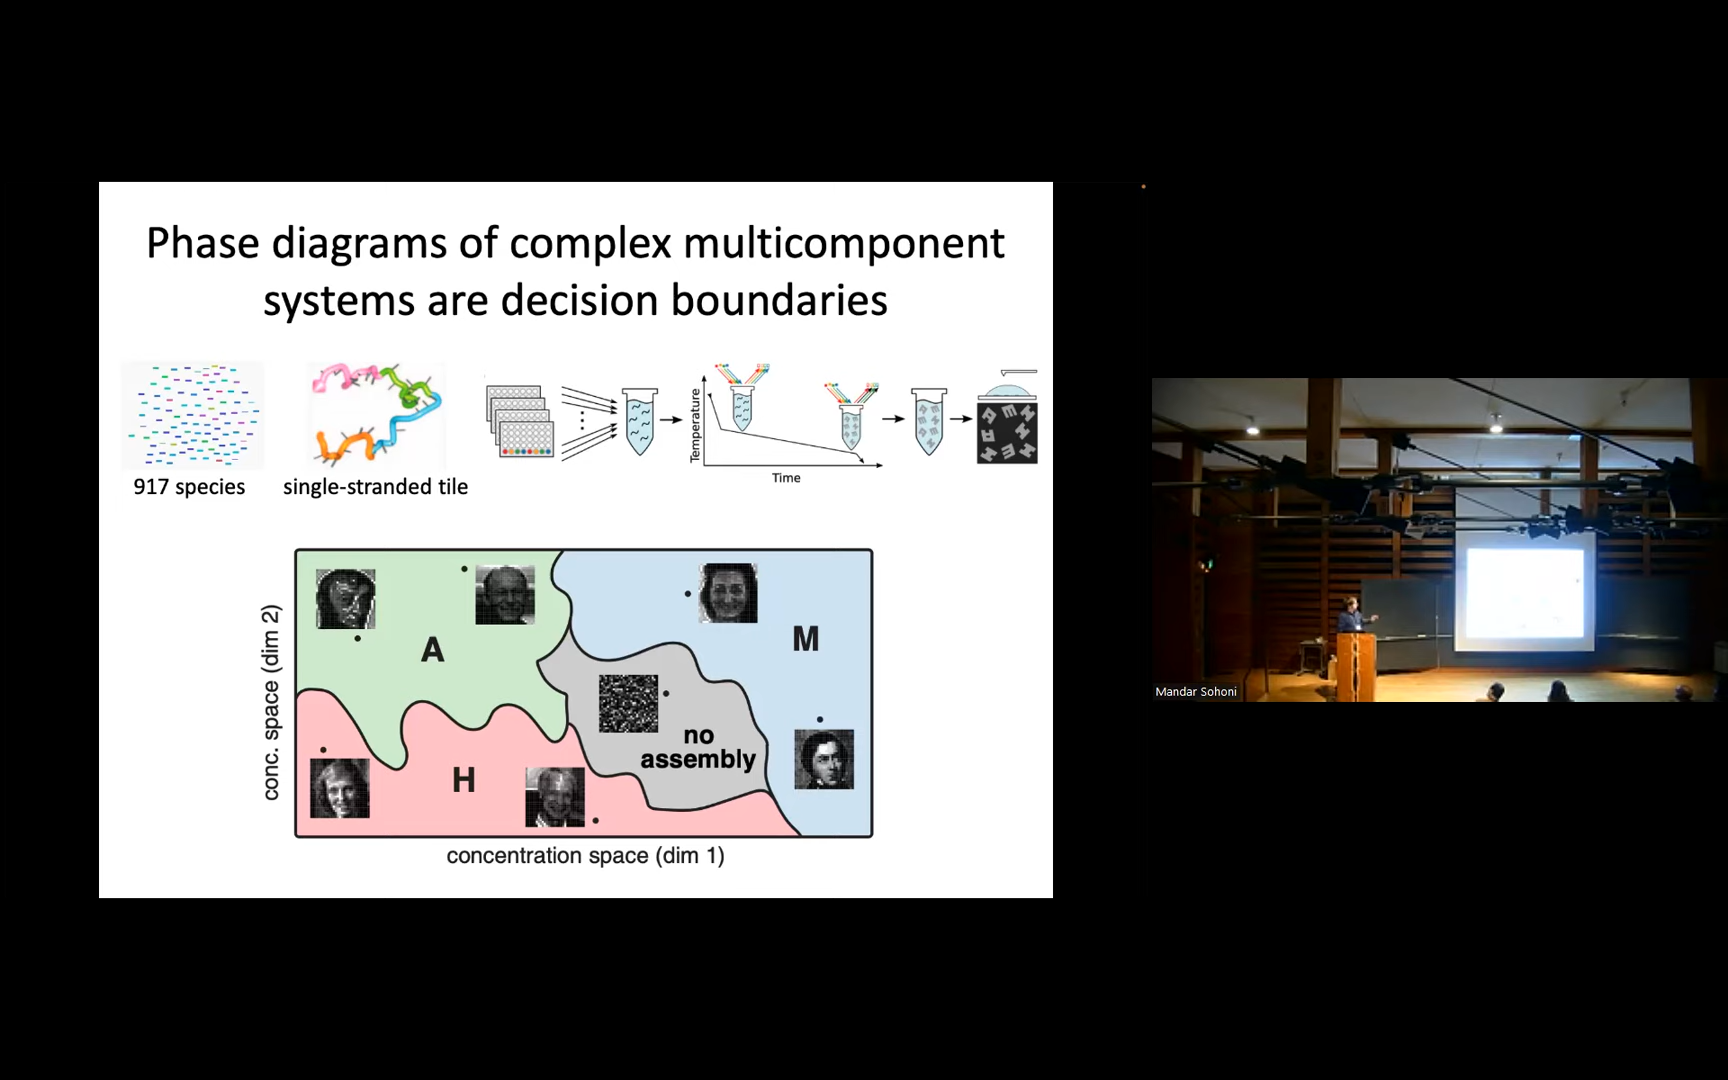 Phase diagrams of complex multicomponent
systems are decision boundaries
917 species
single-stranded tile
Temperature
Time
conc. space (dim 2)
A
M
H
no
assembly
concentration space (dim 1)
Mandar Sohoni